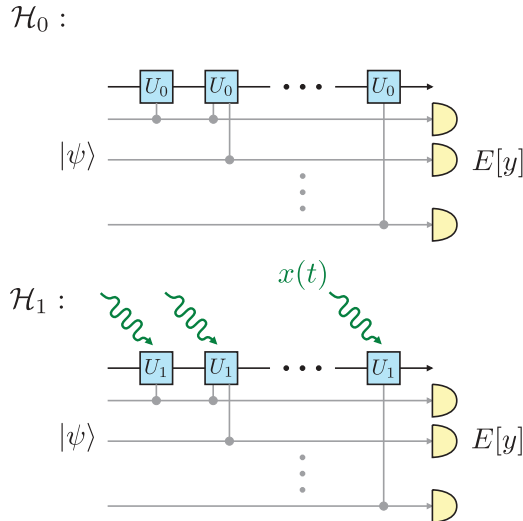 ℋ₀ :
U₀ U₀ • • • U₀
|ψ⟩ E[y]
x(t)
ℋ₁ :
U₁ U₁ • • • U₁
|ψ⟩ E[y]